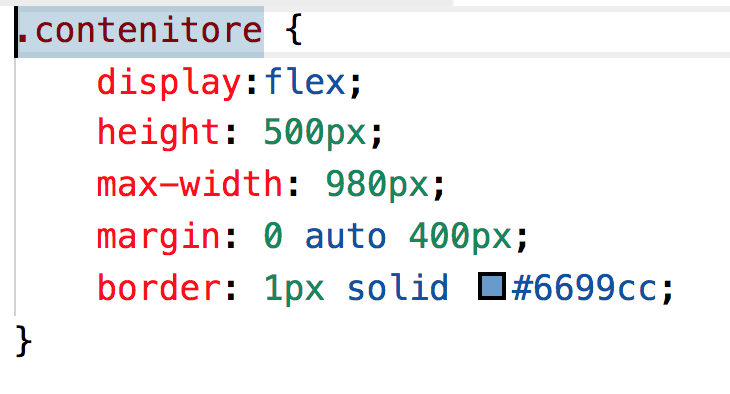 .contenitore {
    display:flex;
    height: 500px;
    max-width: 980px;
    margin: 0 auto 400px;
    border: 1px solid #6699cc;
}